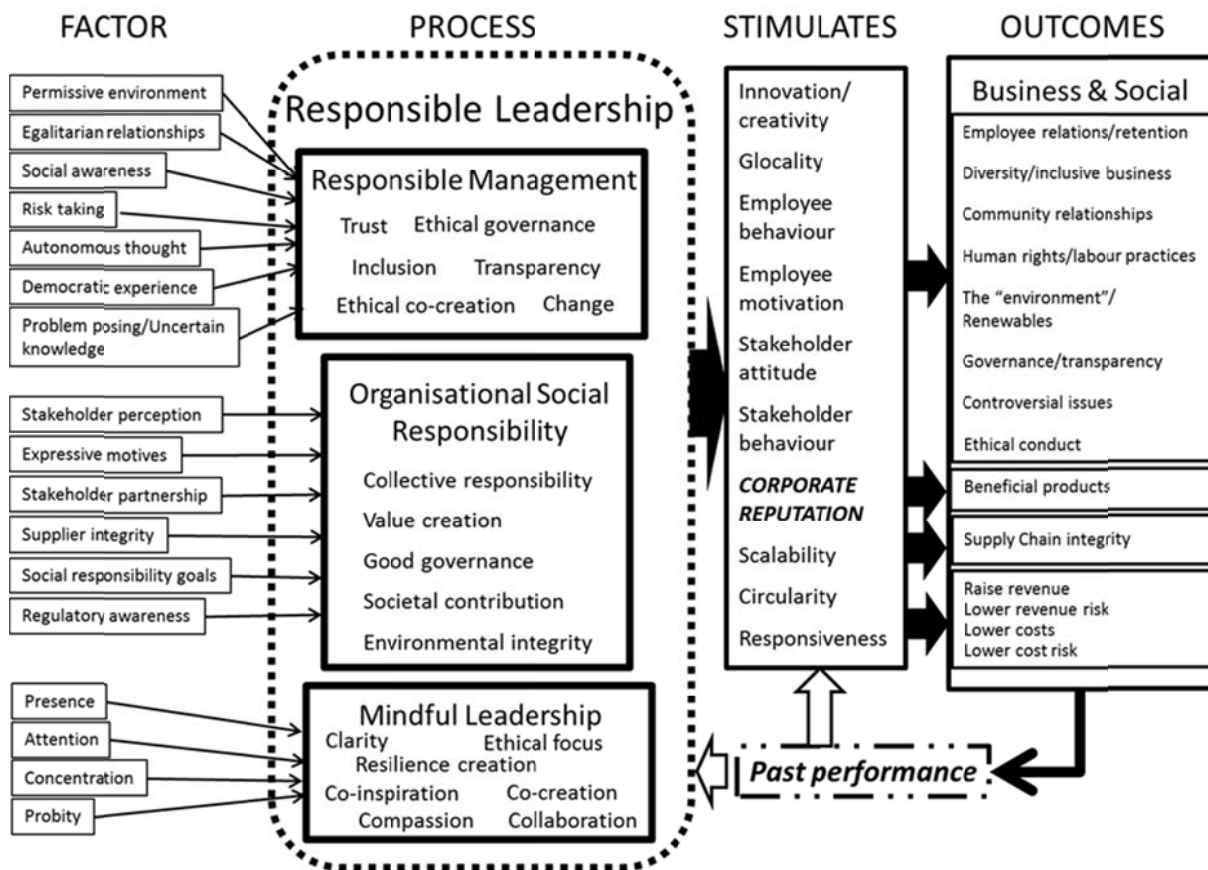 FACTOR
PROCESS
STIMULATES
OUTCOMES
Permissive environment
Egalitarian relationships
Social awareness
Risk taking
Autonomous thought
Democratic experience
Problem posing/Uncertain
knowledge
Stakeholder perception
Expressive motives
Stakeholder partnership
Supplier integrity
Social responsibility goals
Regulatory awareness
Presence
Attention
Concentration
Probity
Responsible Leadership
Responsible Management
Trust
Ethical governance
Inclusion
Transparency
Ethical co-creation
Change
Organisational Social
Responsibility
Collective responsibility
Value creation
Good governance
Societal contribution
Environmental integrity
Mindful Leadership
Clarity
Ethical focus
Resilience creation
Co-inspiration
Co-creation
Compassion
Collaboration
Innovation/
creativity
Glocality
Employee
behaviour
Employee
motivation
Stakeholder
attitude
Stakeholder
behaviour
CORPORATE
REPUTATION
Scalability
Circularity
Responsiveness
Business & Social
Employee relations/retention
Diversity/inclusive business
Community relationships
Human rights/labour practices
The "environment"/
Renewables
Governance/transparency
Controversial issues
Ethical conduct
Beneficial products
Supply Chain integrity
Raise revenue
Lower revenue risk
Lower costs
Lower cost risk
Past performance